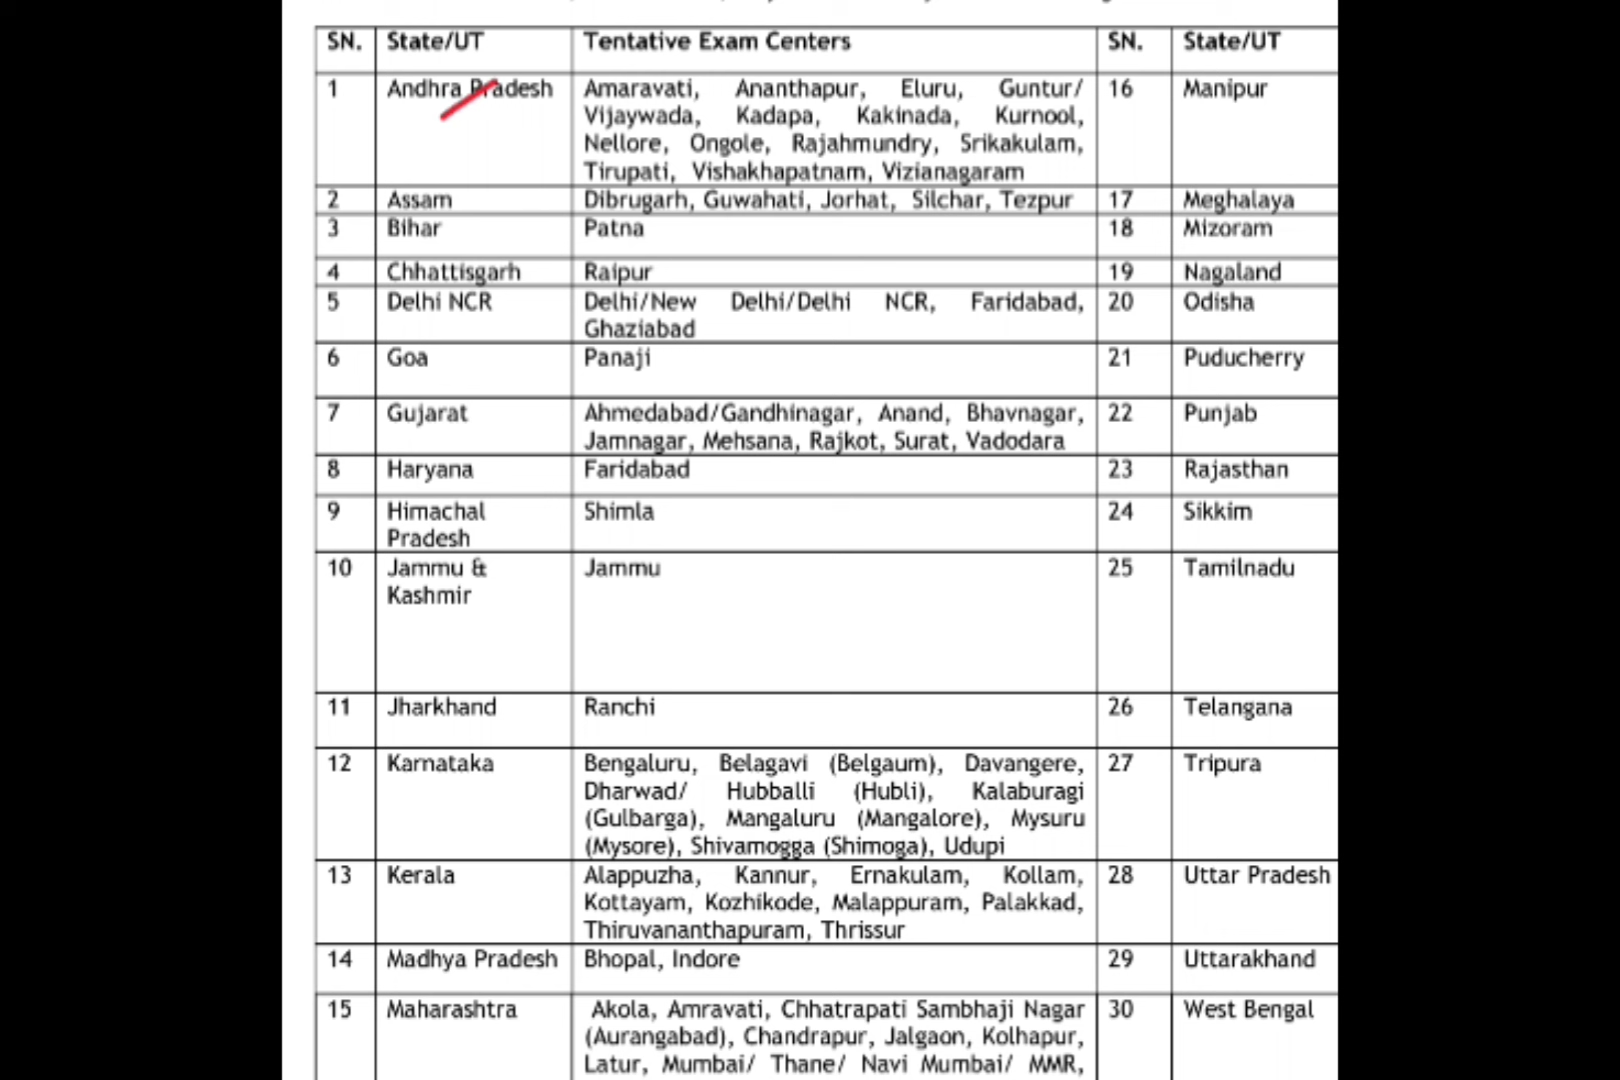 SN. State/UT Tentative Exam Centers SN. State/UT
1 Andhra Pradesh Amaravati, Ananthapur, Eluru, Guntur/ 16 Manipur
Vijaywada, Kadapa, Kakinada, Kurnool,
Nellore, Ongole, Rajahmundry, Srikakulam,
Tirupati, Vishakhapatnam, Vizianagaram
2 Assam Dibrugarh, Guwahati, Jorhat, Silchar, Tezpur 17 Meghalaya
3 Bihar Patna 18 Mizoram
4 Chhattisgarh Raipur 19 Nagaland
5 Delhi NCR Delhi/New Delhi/Delhi NCR, Faridabad, 20 Odisha
Ghaziabad
6 Goa Panaji 21 Puducherry
7 Gujarat Ahmedabad/Gandhinagar, Anand, Bhavnagar, 22 Punjab
Jamnagar, Mehsana, Rajkot, Surat, Vadodara
8 Haryana Faridabad 23 Rajasthan
9 Himachal Shimla 24 Sikkim
Pradesh
10 Jammu & Jammu 25 Tamilnadu
Kashmir
11 Jharkhand Ranchi 26 Telangana
12 Karnataka Bengaluru, Belagavi (Belgaum), Davangere, 27 Tripura
Dharwad/ Hubballi (Hubli), Kalaburagi
(Gulbarga), Mangaluru (Mangalore), Mysuru
(Mysore), Shivamogga (Shimoga), Udupi
13 Kerala Alappuzha, Kannur, Ernakulam, Kollam, 28 Uttar Pradesh
Kottayam, Kozhikode, Malappuram, Palakkad,
Thiruvananthapuram, Thrissur
14 Madhya Pradesh Bhopal, Indore 29 Uttarakhand
15 Maharashtra Akola, Amravati, Chhatrapati Sambhaji Nagar 30 West Bengal
(Aurangabad), Chandrapur, Jalgaon, Kolhapur,
Latur, Mumbai/ Thane/ Navi Mumbai/ MMR,